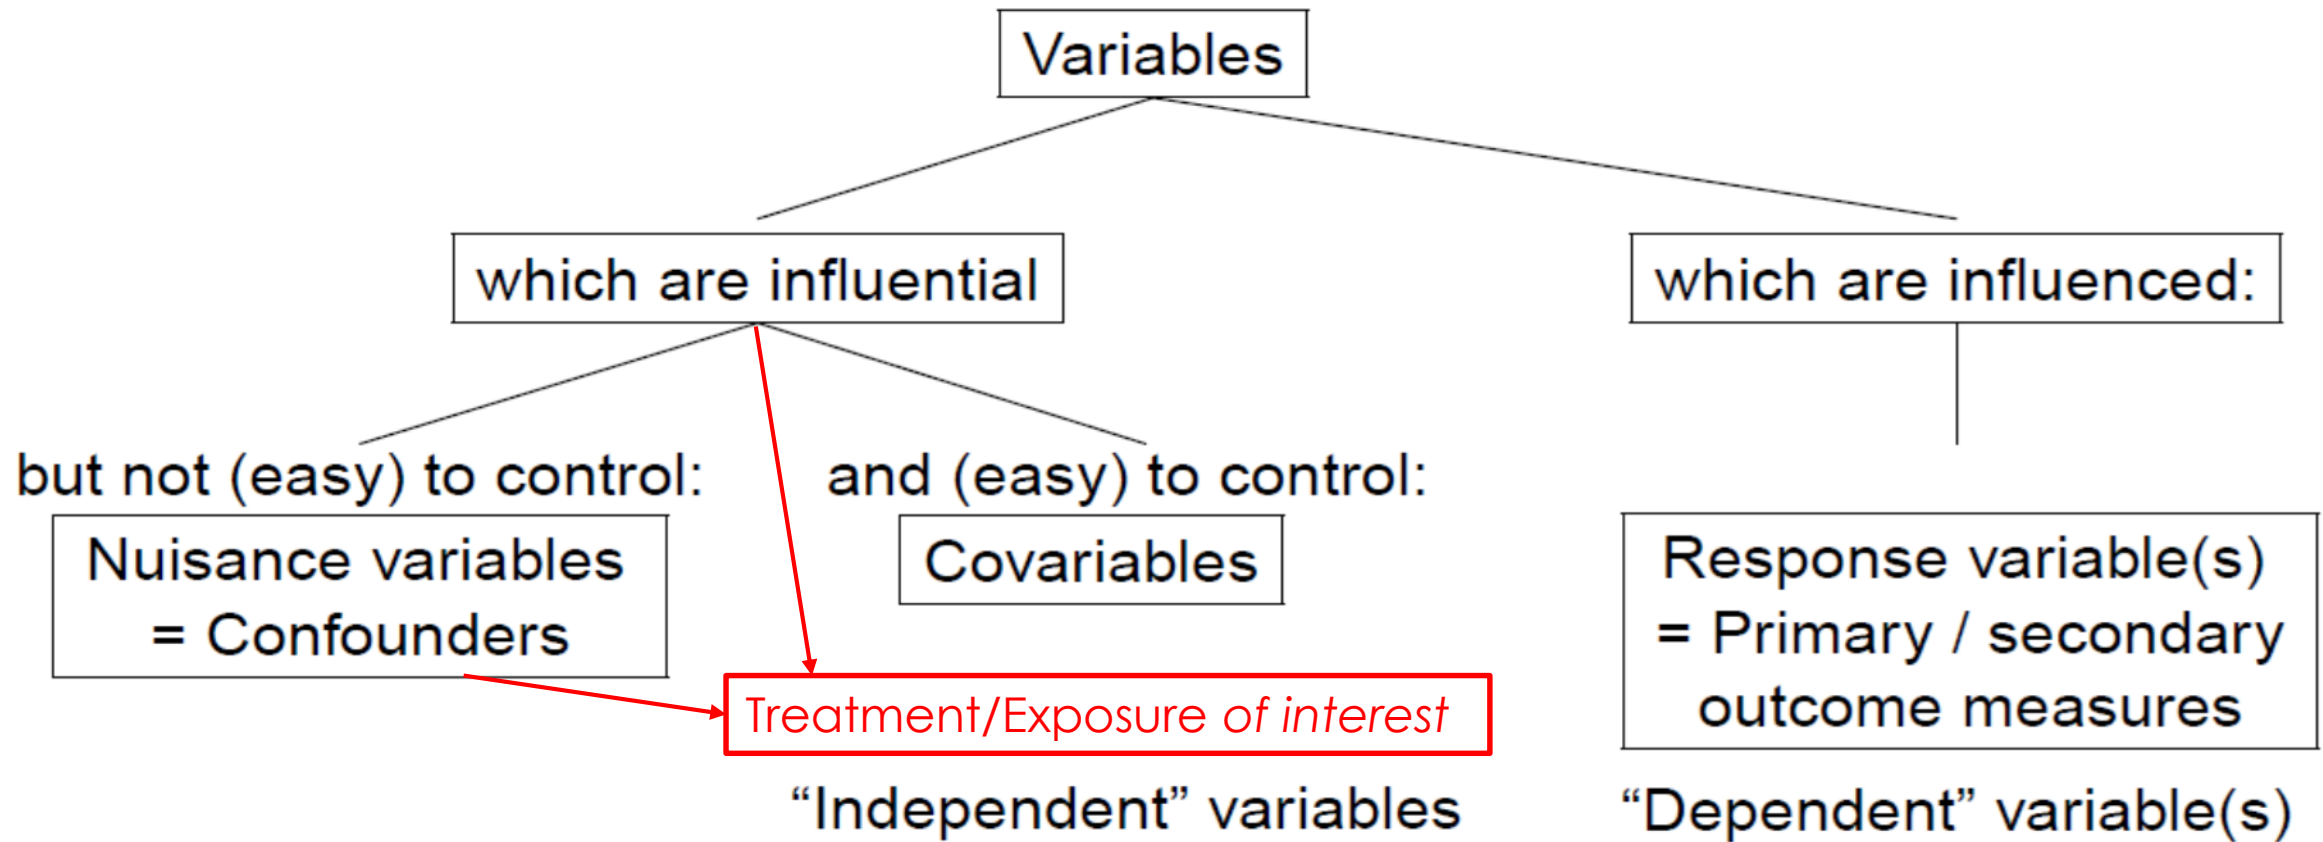 Variables
which are influential
which are influenced:
but not (easy) to control:
and (easy) to control:
Nuisance variables
= Confounders
Covariables
Response variable(s)
= Primary / secondary
outcome measures
Treatment/Exposure of interest
“Independent” variables
“Dependent” variable(s)